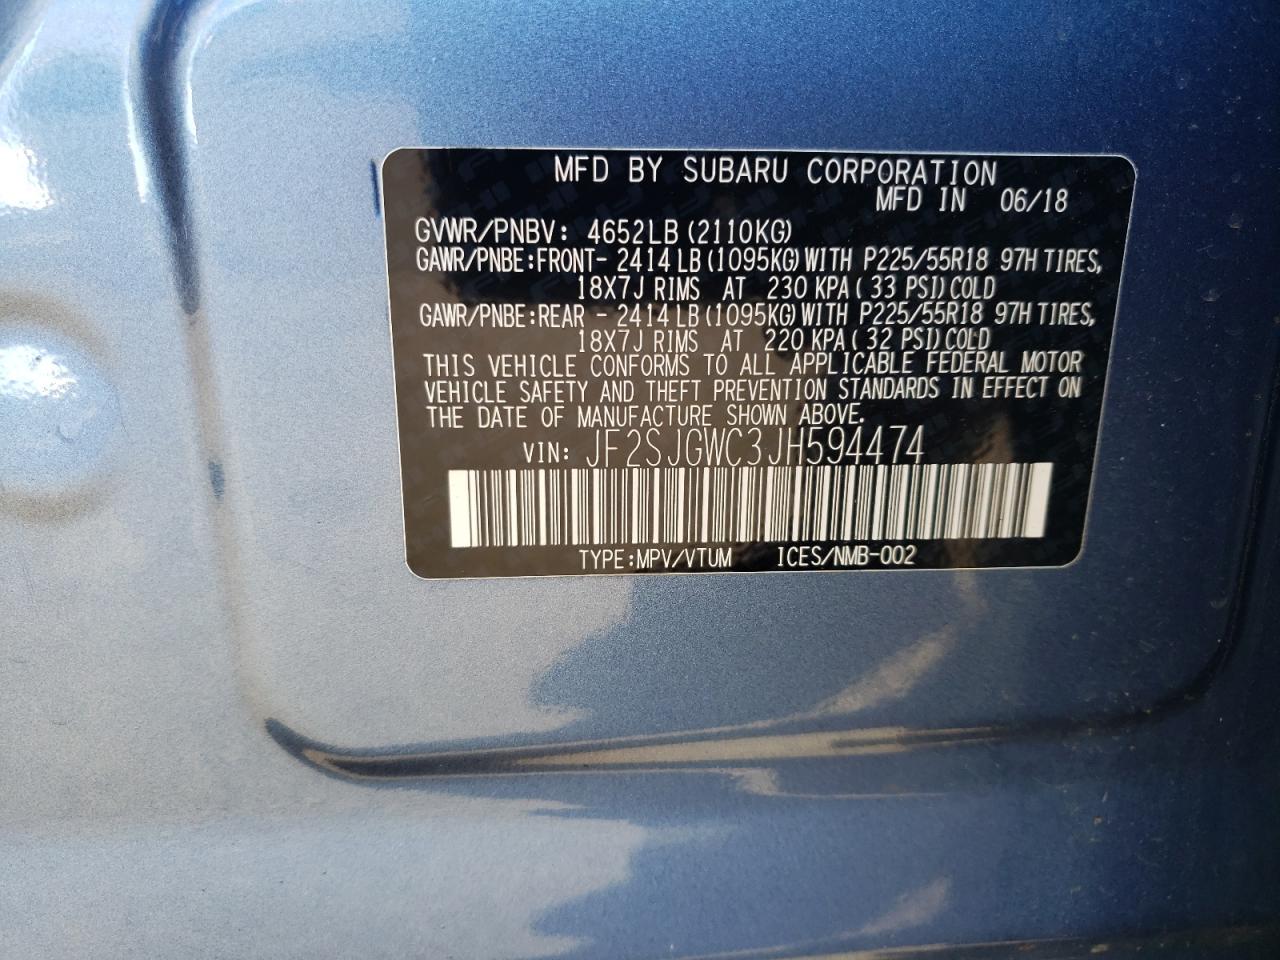 MFD BY SUBARU CORPORATION
MFD IN 06/18
GVWR/PNBV: 4652LB (2110KG)
GAWR/PNBE:FRONT- 2414 LB (1095KG) WITH P225/55R18 97H TIRES,
18X7J RIMS AT 230 KPA ( 33 PSI) COLD
GAWR/PNBE:REAR - 2414 LB (1095KG) WITH P225/55R18 97H TIRES,
18X7J RIMS AT 220 KPA ( 32 PSI) COLD
THIS VEHICLE CONFORMS TO ALL APPLICABLE FEDERAL MOTOR
VEHICLE SAFETY AND THEFT PREVENTION STANDARDS IN EFFECT ON
THE DATE OF MANUFACTURE SHOWN ABOVE.
VIN: JF2SJGWC3JH594474
TYPE:MPV/VTUM ICES/NMB-002